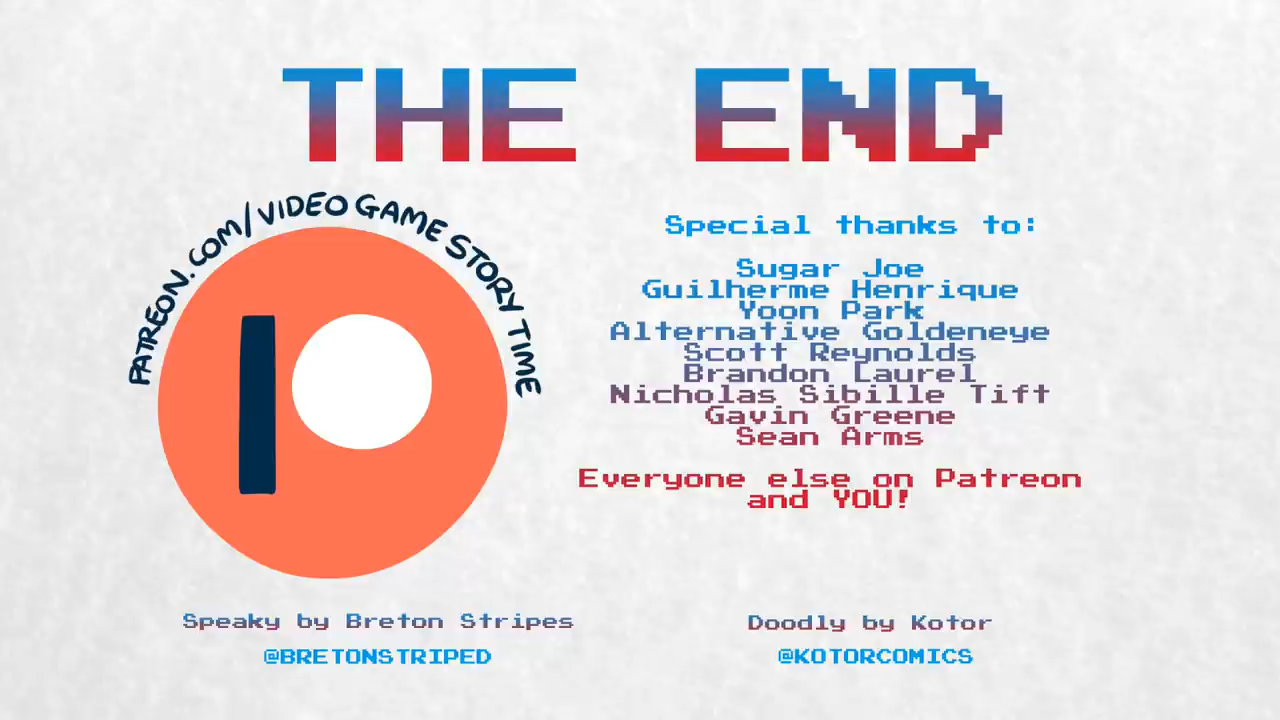 THE END
PATREON.COM/VIDEO GAME STORY TIME
Special thanks to:
Sugar Joe
Guilherme Henrique
Yoon Park
Alternative Goldeneye
Scott Reynolds
Brandon Laurel
Nicholas Sibille Tift
Gavin Greene
Sean Arms
Everyone else on Patreon
and YOU!
Speaky by Breton Stripes
@BRETONSTRIPED
Doodly by Kotor
@KOTORCOMICS